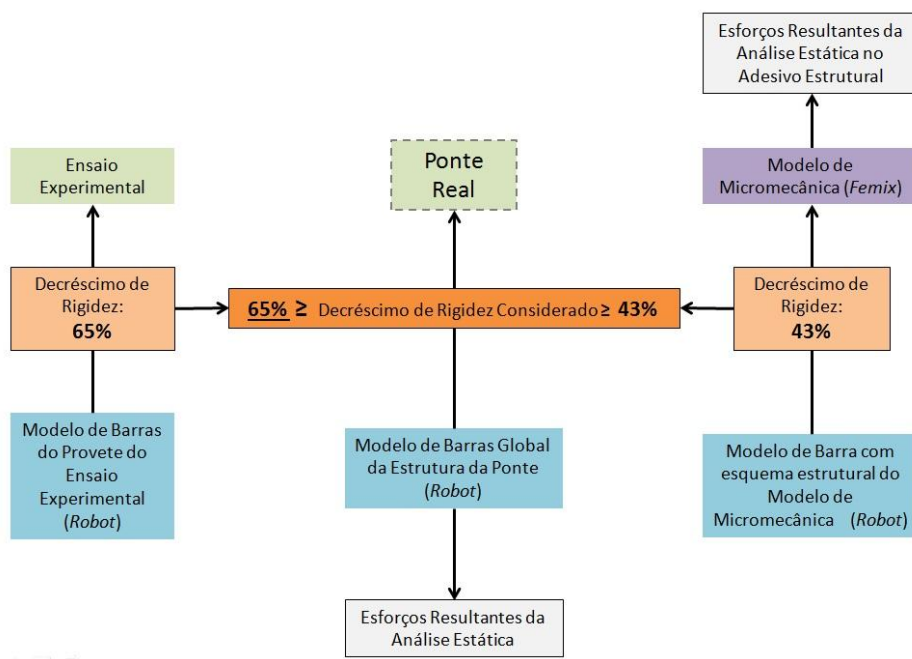 Esforços Resultantes da
Análise Estática no
Adesivo Estrutural
Ensaio
Experimental
Ponte
Real
Modelo de
Micromecânica (Femix)
Decréscimo de
Rigidez:
65%
65% ≥ Decréscimo de Rigidez Considerado ≥ 43%
Decréscimo de
Rigidez:
43%
Modelo de Barras
do Provete do
Ensaio
Experimental
(Robot)
Modelo de Barras Global
da Estrutura da Ponte
(Robot)
Modelo de Barra com
esquema estrutural do
Modelo de
Micromecânica (Robot)
Esforços Resultantes da
Análise Estática